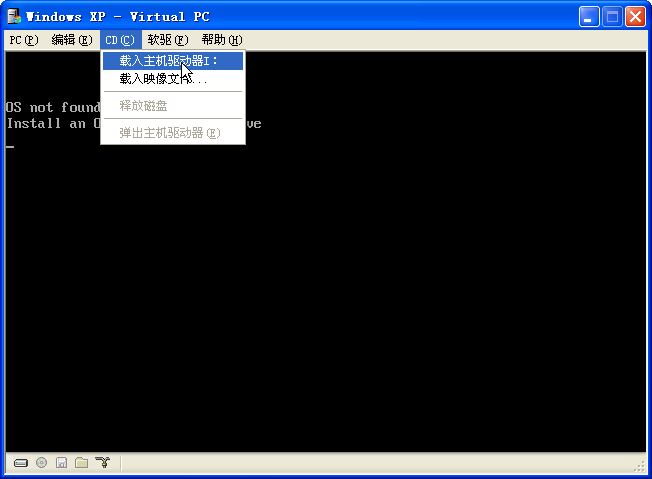 Windows XP - Virtual PC
PC(P) 编辑(E) CD(C) 软驱(F) 帮助(H)
载入主机驱动器I:
载入映像文件...
释放磁盘
弹出主机驱动器(E)
OS not found
Install an O
ve